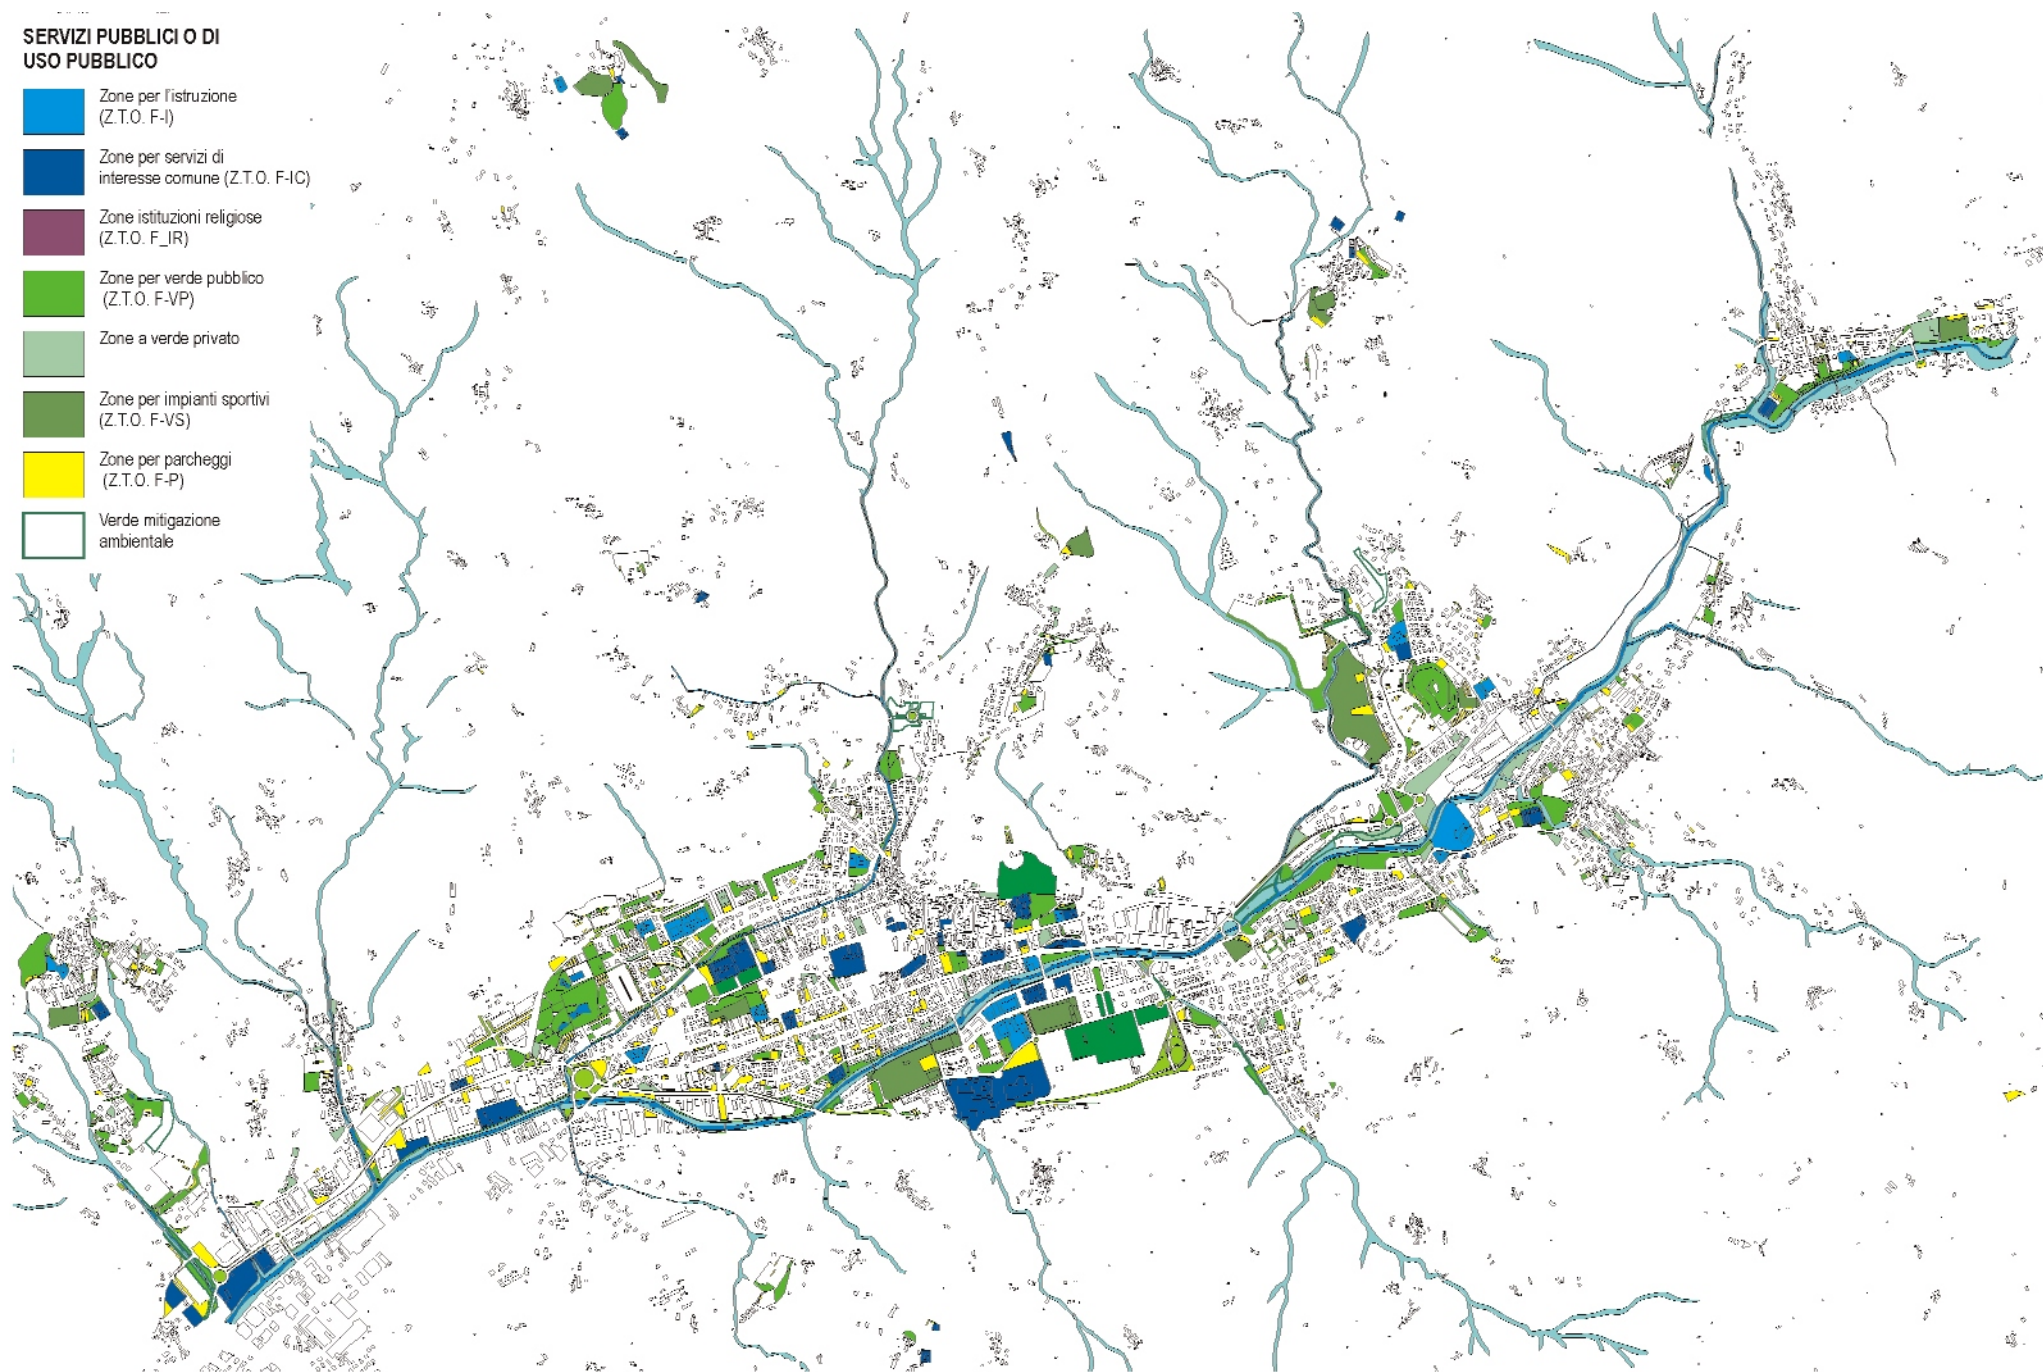 SERVIZI PUBBLICI O DI
USO PUBBLICO
Zone per l'istruzione
(Z.T.O. F-I)
Zone per servizi di
interesse comune (Z.T.O. F-IC)
Zone istituzioni religiose
(Z.T.O. F_IR)
Zone per verde pubblico
(Z.T.O. F-VP)
Zone a verde privato
Zone per impianti sportivi
(Z.T.O. F-VS)
Zone per parcheggi
(Z.T.O. F-P)
Verde mitigazione
ambientale